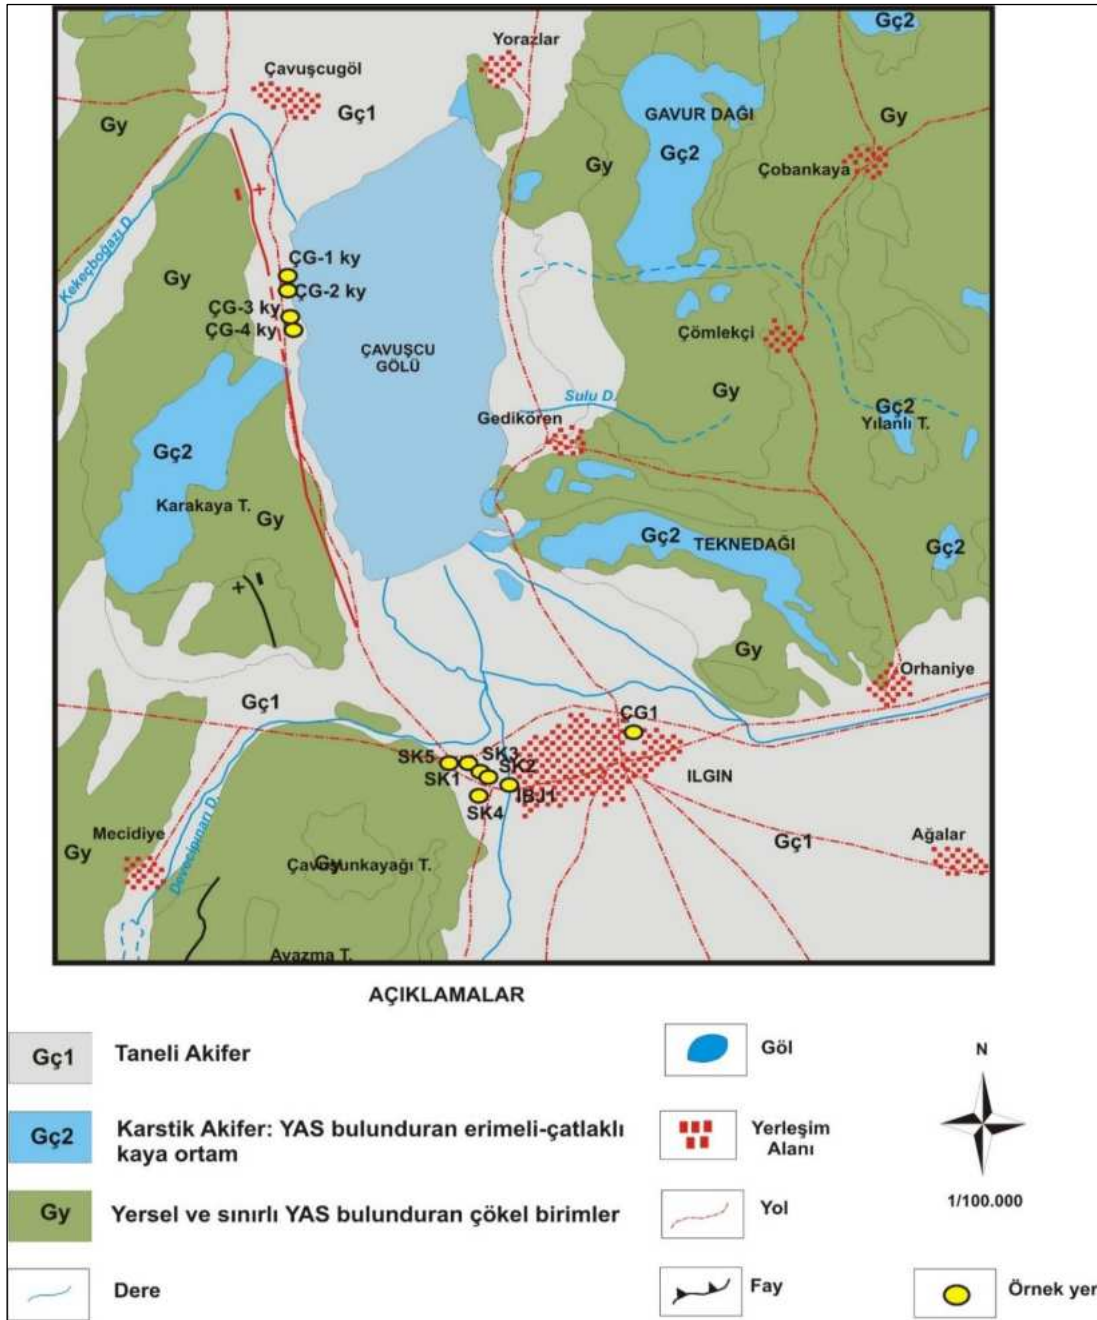 Gç2
Yorazlar
Çavuşcugöl
Gç1
GAVUR DAĞI
Gy
Gy
Gç2
Gy
Çobankaya
Kekeçboğazı D.
Gy
ÇG-1 ky
ÇG-2 ky
ÇG-3 ky
ÇG-4 ky
Çömlekçi
ÇAVUŞCU
GÖLÜ
Gy
Sulu D.
Gedikören
Gç2
Yılanlı T.
Gç2
Karakaya T.
Gy
Gç2
TEKNEDAĞI
Gç2
Gy
Orhaniye
Gç1
ÇG1
SK5
SK3
SK1
SK2
ILGIN
IBJ1
SK4
Mecidiye
Gy
Devecipınarı D.
Gy
Çavuşunkayağı T.
Gç1
Ağalar
Avazma T.
AÇIKLAMALAR
Gç1
Taneli Akifer
Göl
N
Gç2
Karstik Akifer: YAS bulunduran erimeli-çatlaklı
kaya ortam
Yerleşim
Alanı
1/100.000
Gy
Yersel ve sınırlı YAS bulunduran çökel birimler
Yol
Dere
Fay
Örnek yer